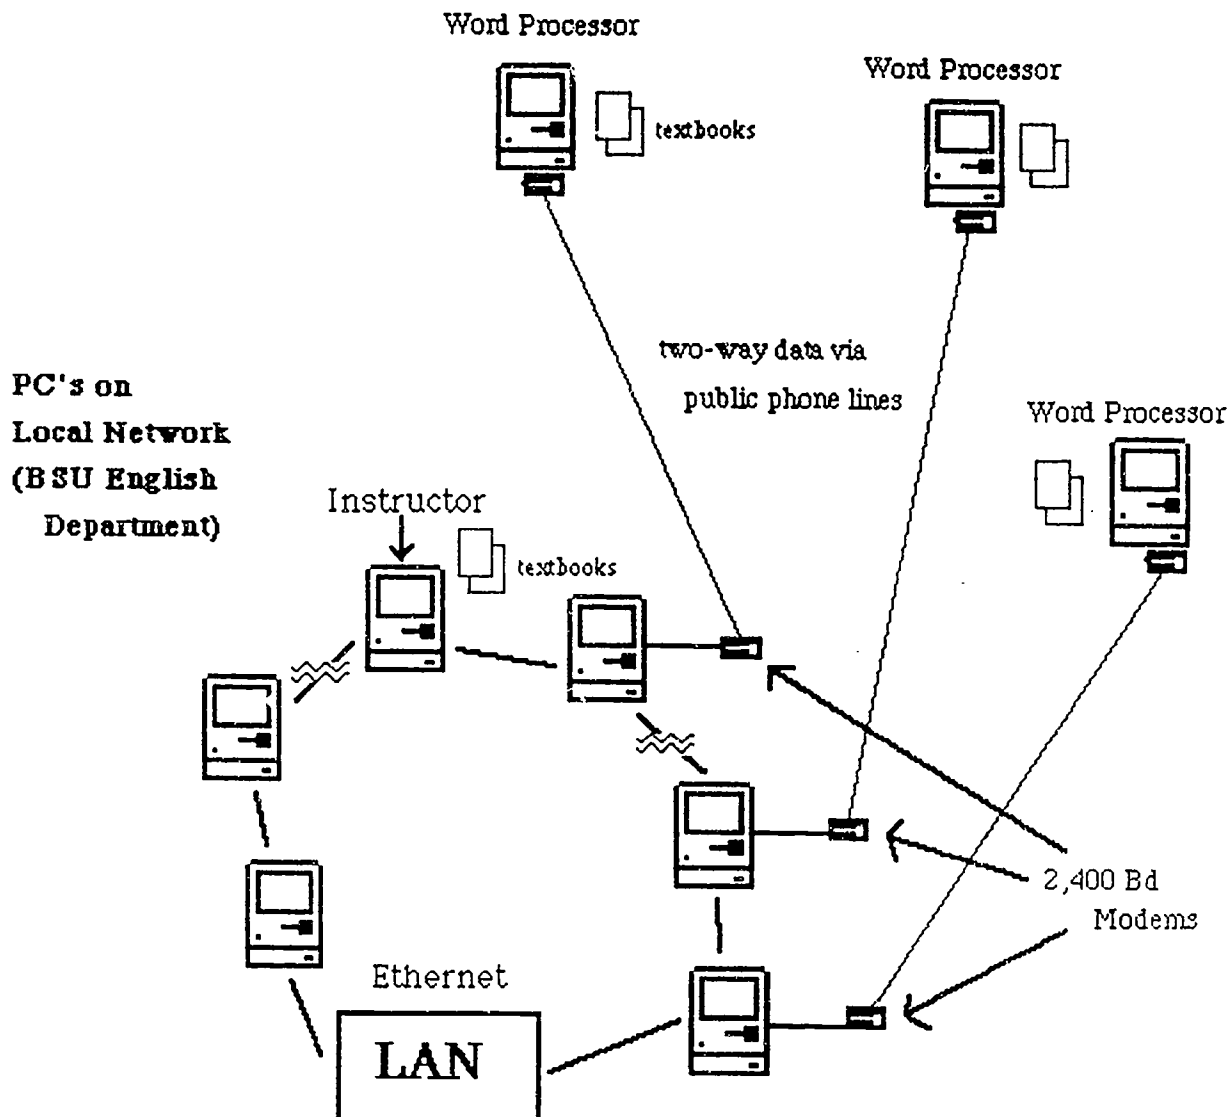 Word Processor
Word Processor
textbooks
two-way data via
public phone lines
PC's on
Local Network
(BSU English
Department)
Word Processor
Instructor
textbooks
2,400 Bd
Modems
Ethernet
LAN